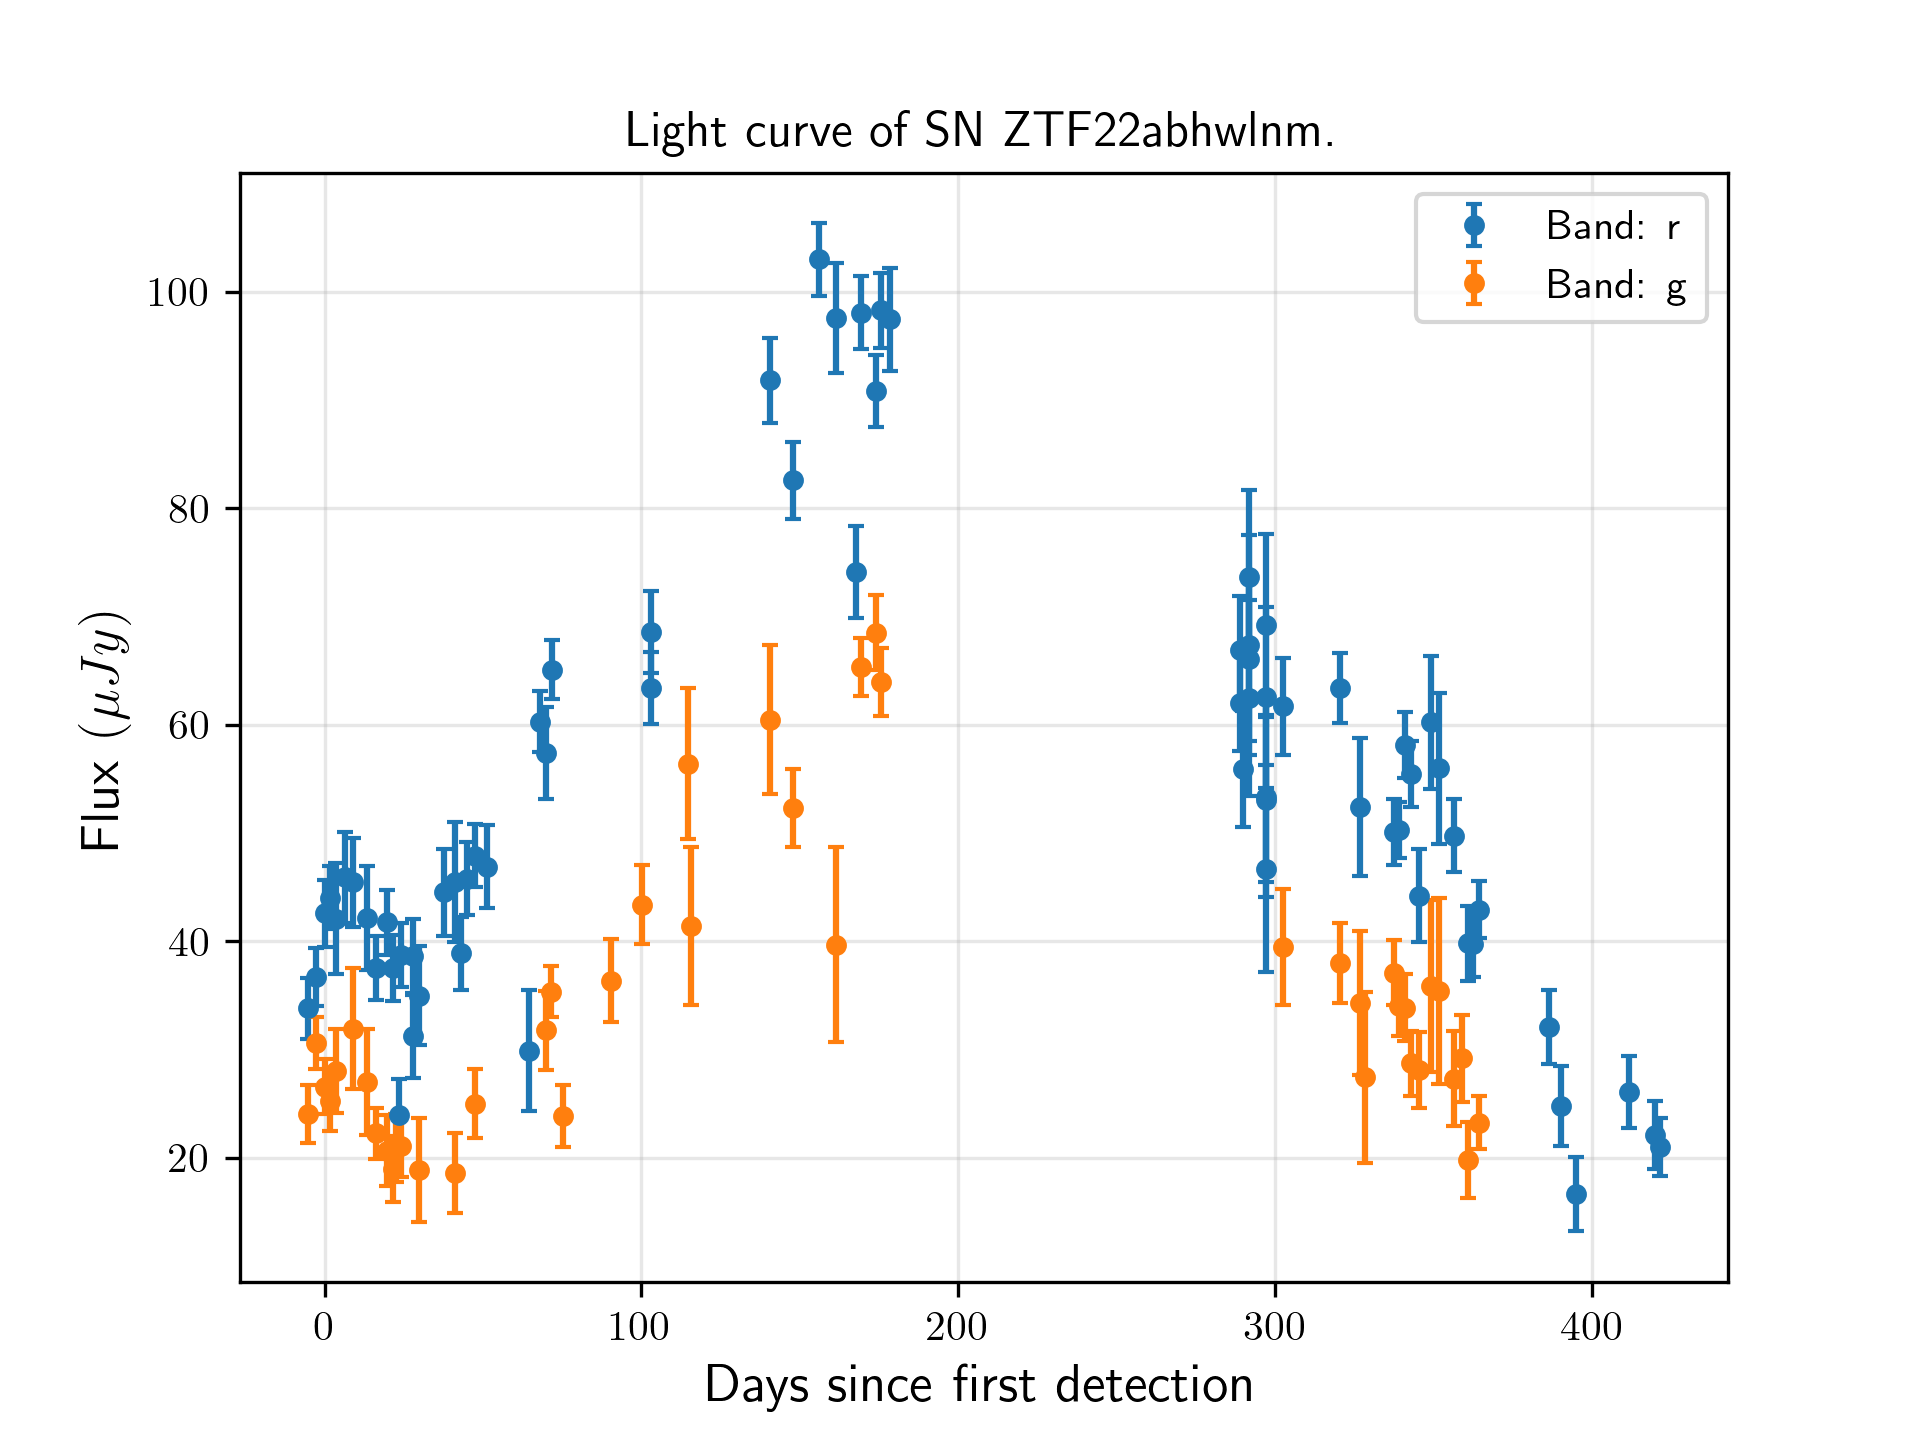 Light curve of SN ZTF22abhwlnm.
Band: r
Band: g
100
80
60
40
20
Flux (μJy)
0 100 200 300 400
Days since first detection